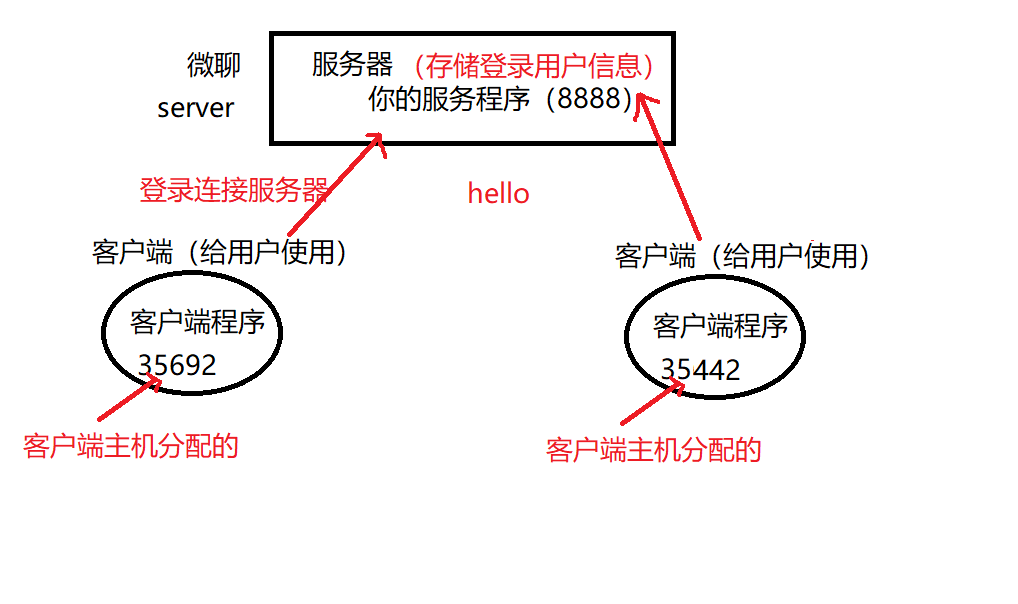 微聊
服务器（存储登录用户信息）
server
你的服务程序（8888）
登录连接服务器
hello
客户端（给用户使用）
客户端（给用户使用）
客户端程序
35692
客户端程序
35442
客户端主机分配的
客户端主机分配的